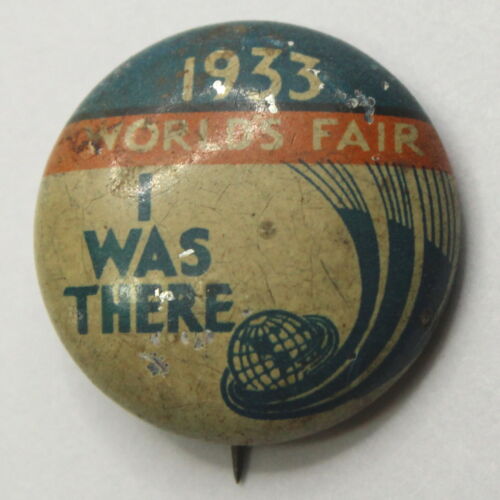 1933
WORLDS FAIR
I
WAS
THERE